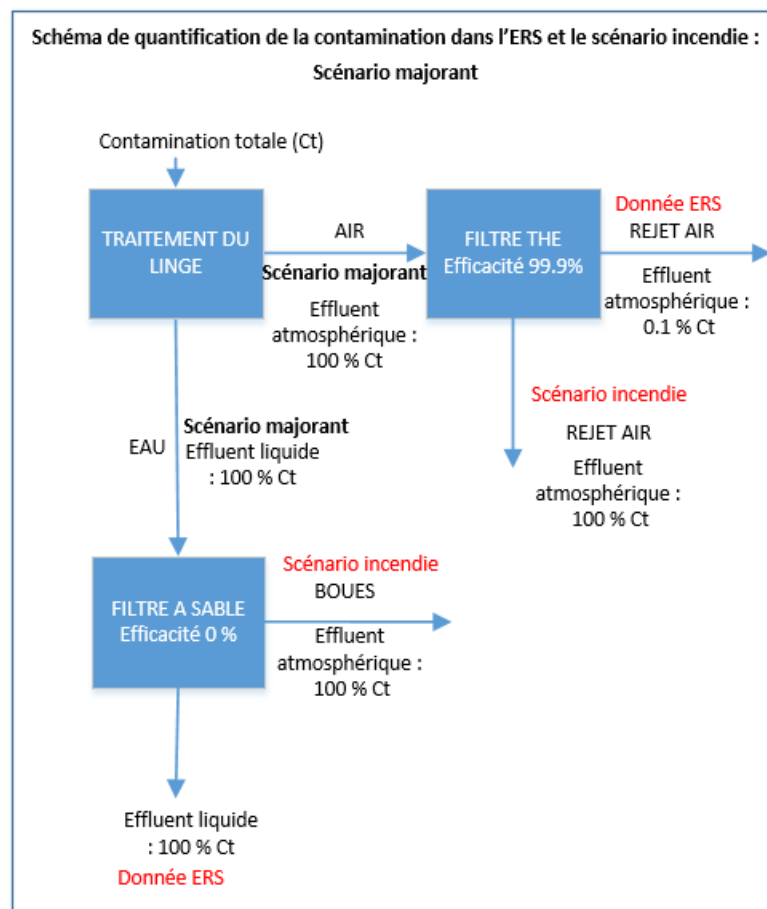 Schéma de quantification de la contamination dans l'ERS et le scénario incendie :
Scénario majorant
Contamination totale (Ct)
TRAITEMENT DU
LINGE
AIR
Scénario majorant
Effluent
atmosphérique :
100 % Ct
FILTRE THE
Efficacité 99.9%
Donnée ERS
REJET AIR
Effluent
atmosphérique :
0.1 % Ct
Scénario incendie
REJET AIR
Effluent
atmosphérique :
100 % Ct
EAU
Scénario majorant
Effluent liquide
: 100 % Ct
FILTRE A SABLE
Efficacité 0 %
Scénario incendie
BOUES
Effluent
atmosphérique :
100 % Ct
Effluent liquide
: 100 % Ct
Donnée ERS